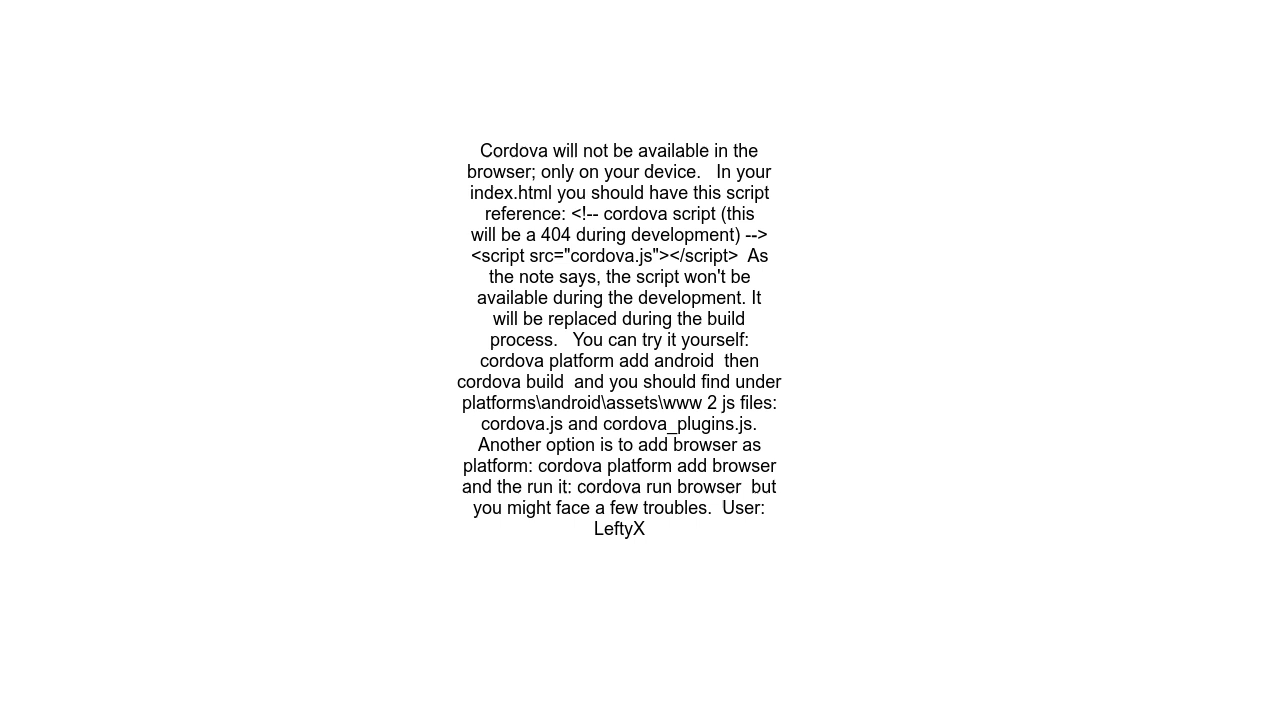 Cordova will not be available in the
browser; only on your device.   In your
index.html you should have this script
reference: <!-- cordova script (this
will be a 404 during development) -->
<script src="cordova.js"></script>  As
the note says, the script won't be
available during the development. It
will be replaced during the build
process.   You can try it yourself:
cordova platform add android  then
cordova build  and you should find under
platforms\android\assets\www 2 js files:
cordova.js and cordova_plugins.js.
Another option is to add browser as
platform: cordova platform add browser
and the run it: cordova run browser  but
you might face a few troubles.  User:
LeftyX